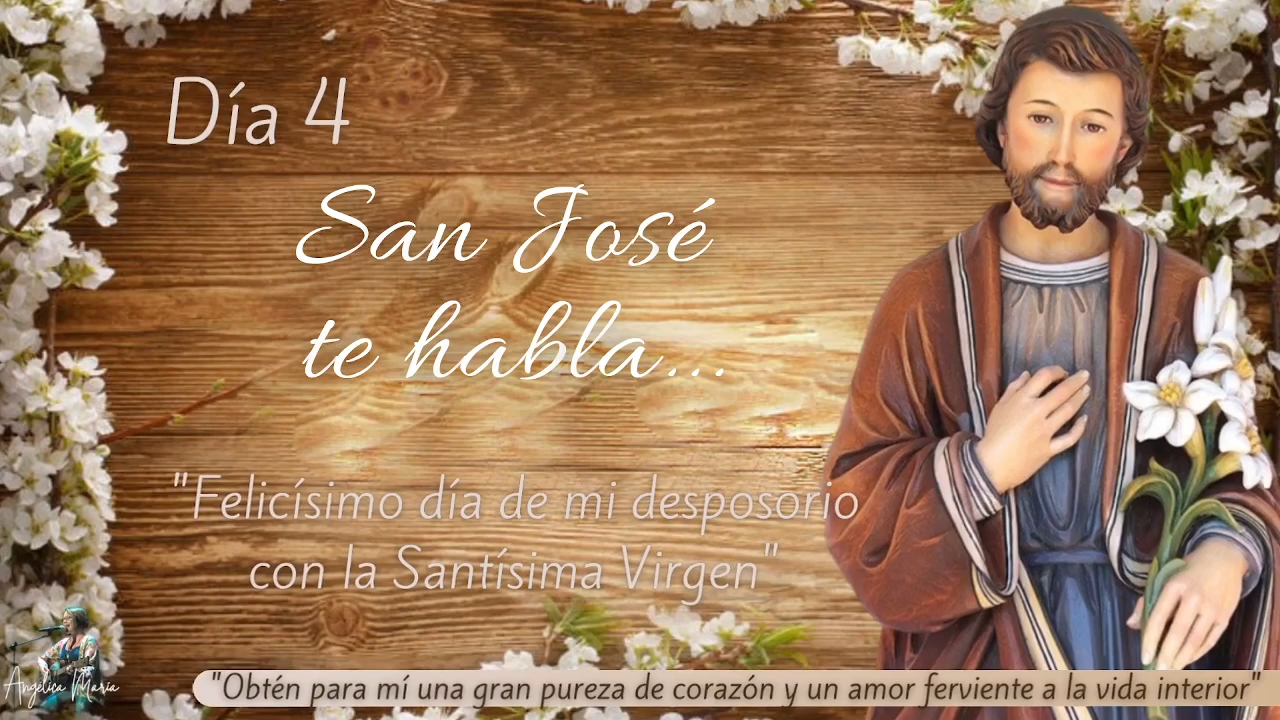 Día 4
San José
te habla...
"Felicísimo día de mi desposorio
con la Santísima Virgen"
Angélica María
"Obtén para mí una gran pureza de corazón y un amor ferviente a la vida interior"